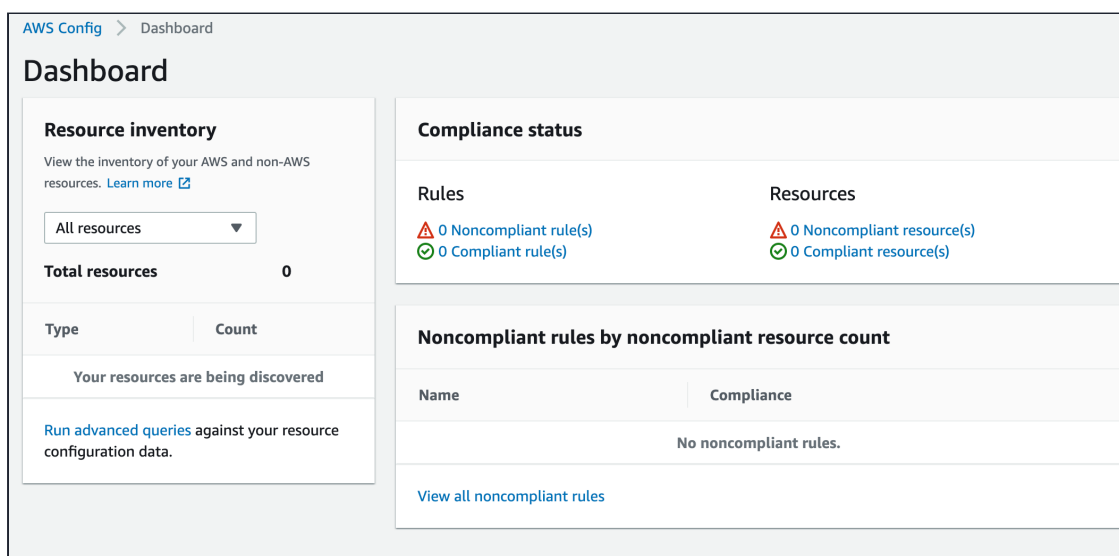 AWS Config > Dashboard
Dashboard
Resource inventory
View the inventory of your AWS and non-AWS
resources. Learn more
All resources
Total resources 0
Type Count
Your resources are being discovered
Run advanced queries against your resource
configuration data.
Compliance status
Rules
0 Noncompliant rule(s)
0 Compliant rule(s)
Resources
0 Noncompliant resource(s)
0 Compliant resource(s)
Noncompliant rules by noncompliant resource count
Name Compliance
No noncompliant rules.
View all noncompliant rules